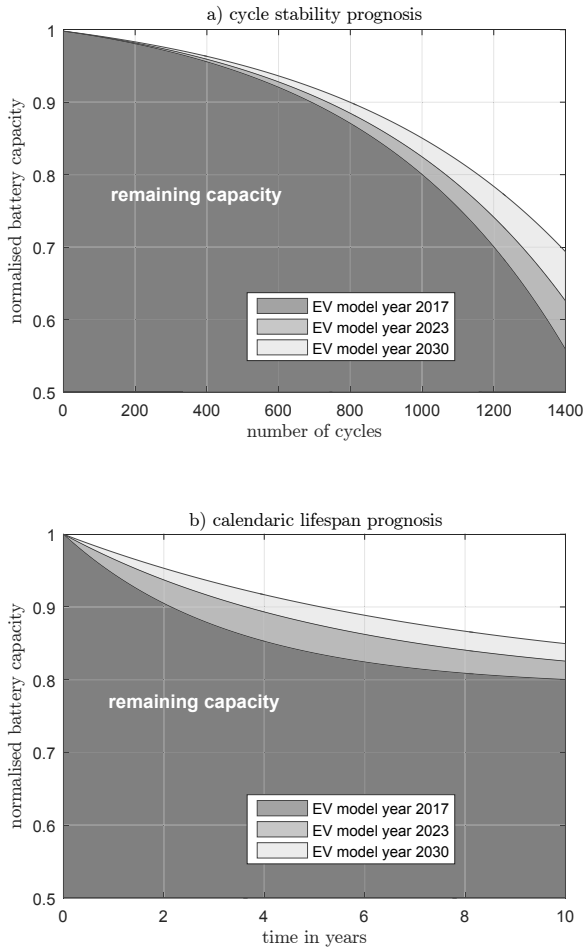 a) cycle stability prognosis
1
0.9
0.8
0.7
0.6
0.5
normalised battery capacity
remaining capacity
EV model year 2017
EV model year 2023
EV model year 2030
0 200 400 600 800 1000 1200 1400
number of cycles
b) calendaric lifespan prognosis
1
0.9
0.8
0.7
0.6
0.5
normalised battery capacity
remaining capacity
EV model year 2017
EV model year 2023
EV model year 2030
0 2 4 6 8 10
time in years